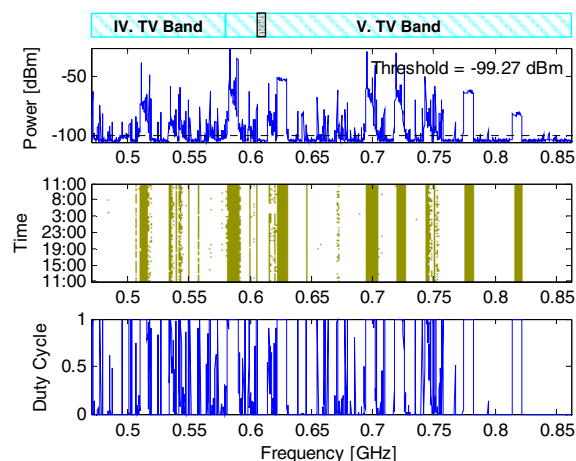 IV. TV Band V. TV Band
Threshold = -99.27 dBm
Power [dBm]
-50
-100
0.5 0.55 0.6 0.65 0.7 0.75 0.8 0.85
Time
11:00
8:00
3:00
23:00
19:00
15:00
11:00
0.5 0.55 0.6 0.65 0.7 0.75 0.8 0.85
Duty Cycle
1
0.5
0
0.5 0.55 0.6 0.65 0.7 0.75 0.8 0.85
Frequency [GHz]